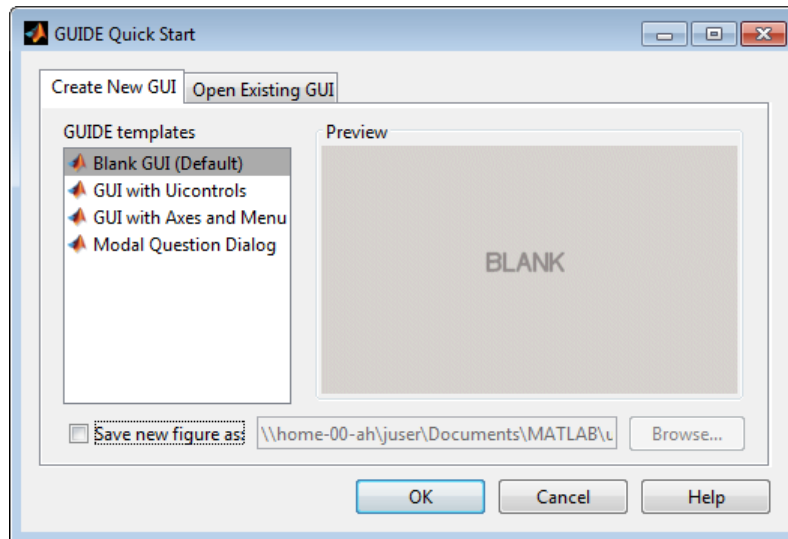 GUIDE Quick Start
Create New GUI
Open Existing GUI
GUIDE templates
Preview
Blank GUI (Default)
GUI with Uicontrols
GUI with Axes and Menu
Modal Question Dialog
BLANK
Save new figure as:
\\home-00-ah\juser\Documents\MATLAB\u
Browse...
OK
Cancel
Help